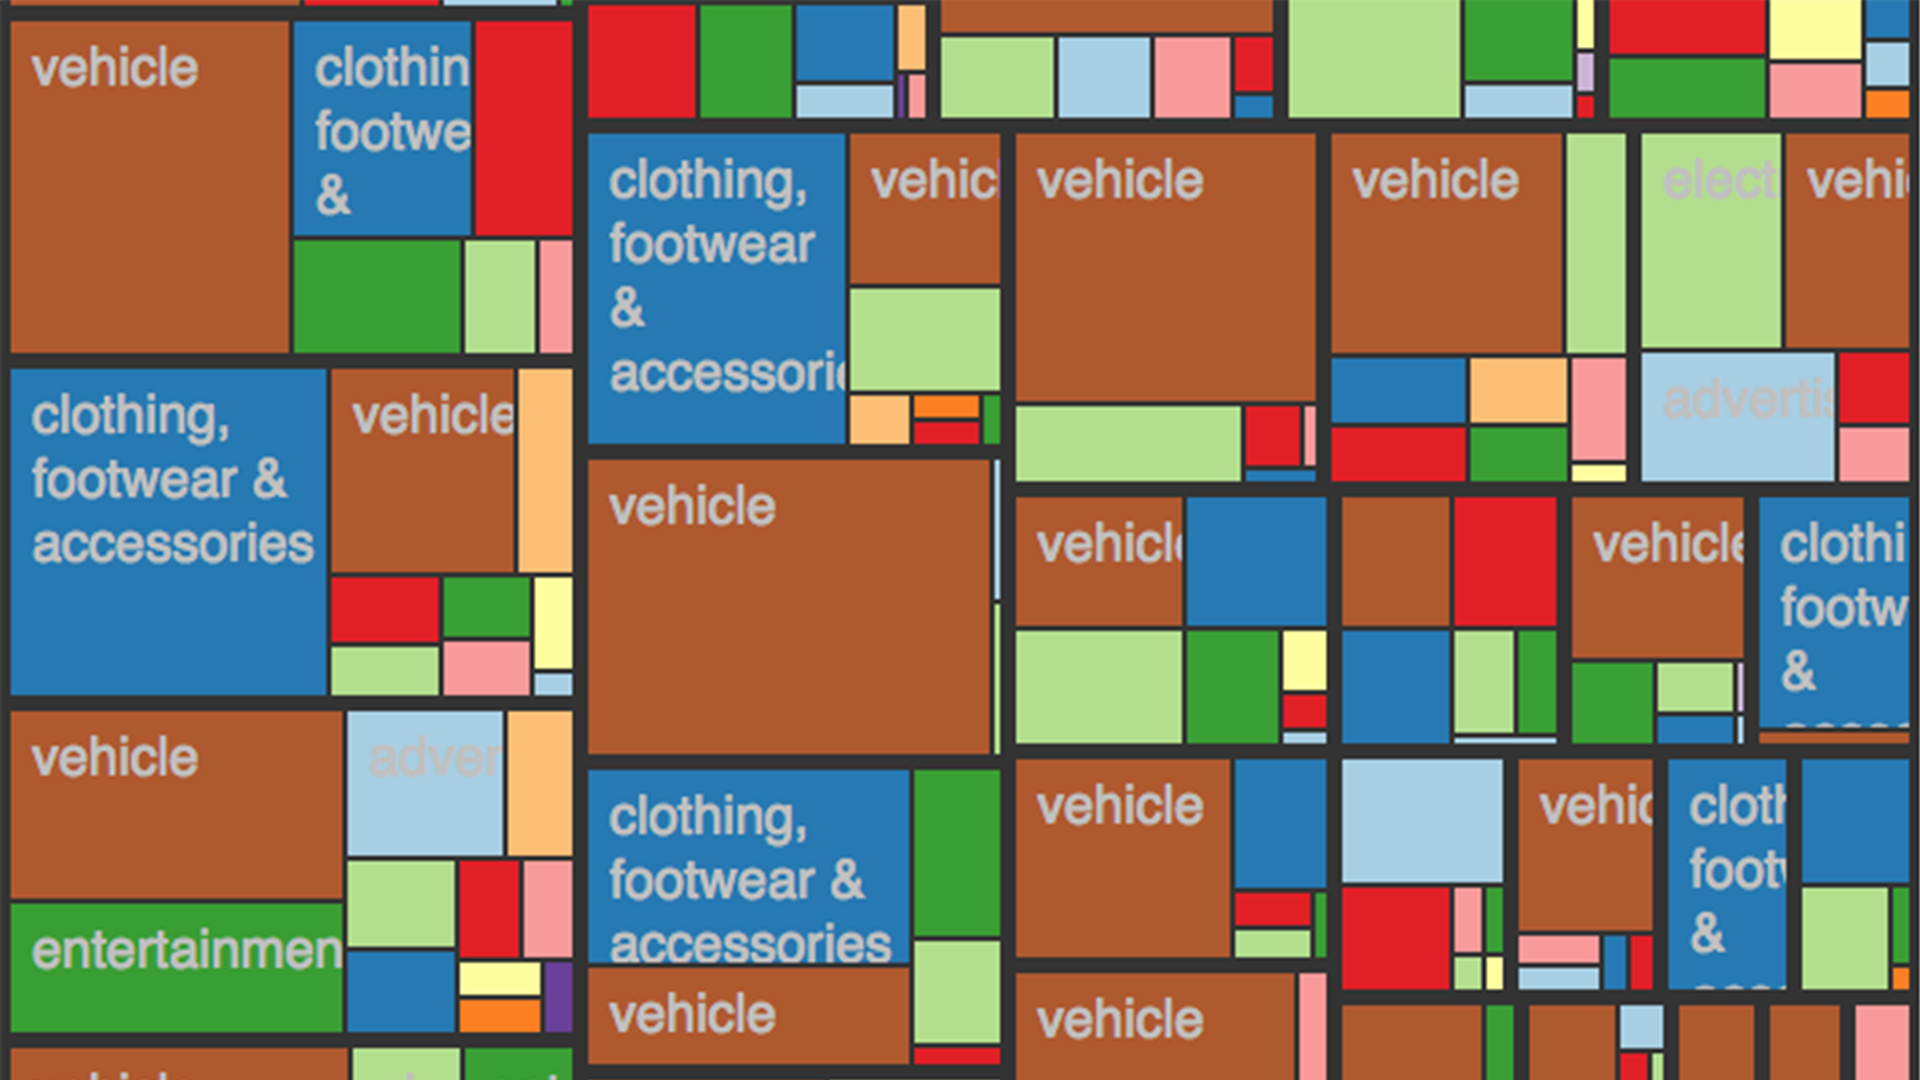 vehicle
clothin
footwe
&
clothing,
footwear &
accessories
vehicle
vehicle
adver
entertainmen
clothing,
footwear
&
accessori
vehic
vehicle
clothing,
footwear &
accessories
vehicle
vehicle
vehicle
elect
vehi
advertis
vehicle
vehicle
clothi
footw
&
vehicle
vehic
cloth
foot
&
vehicle